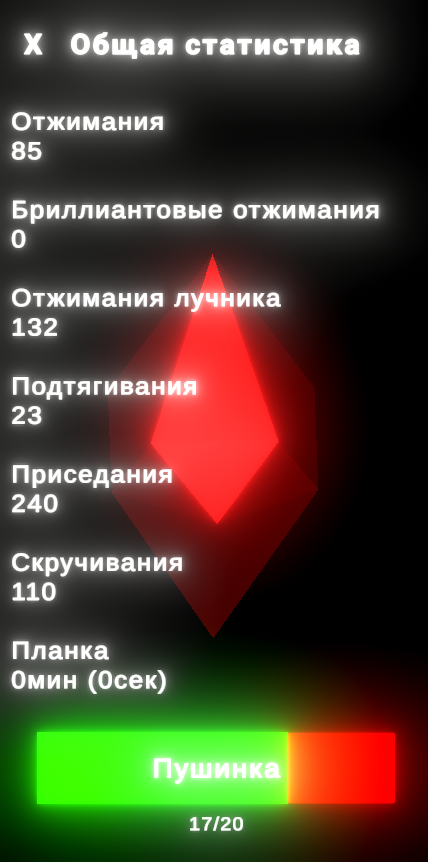 X Общая статистика
Отжимания
85
Бриллиантовые отжимания
0
Отжимания лучника
132
Подтягивания
23
Приседания
240
Скручивания
110
Планка
0мин (0сек)
Пушинка
17/20